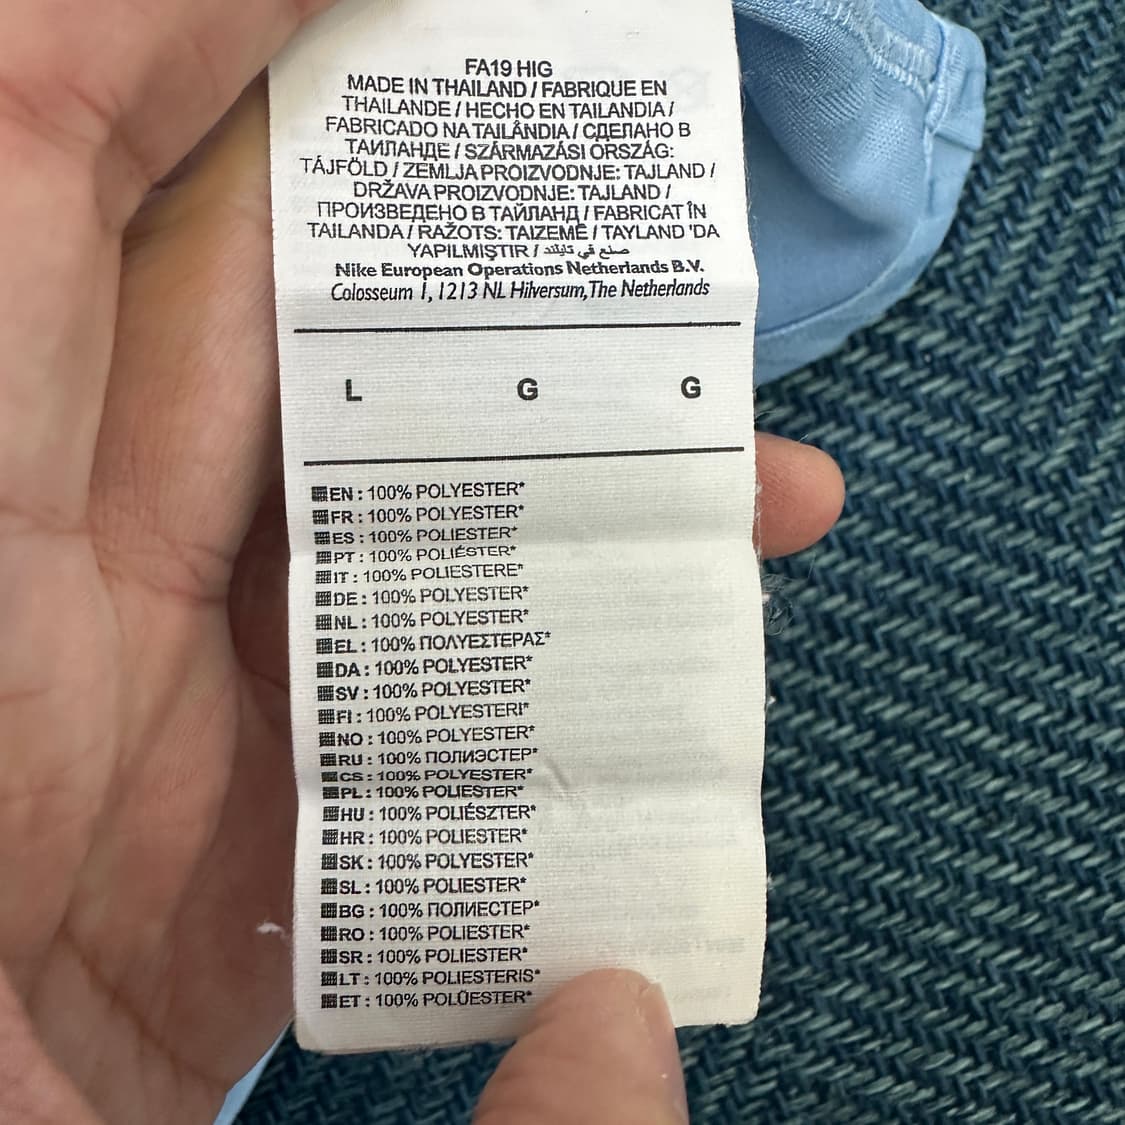 FA19 HIG
MADE IN THAILAND / FABRIQUE EN
THAILANDE / HECHO EN TAILANDIA /
FABRICADO NA TAILÂNDIA / СДЕЛАНО В
ТАИЛАНДЕ / SZÁRMAZÁSI ORSZÁG:
TÁJFÖLD / ZEMLJA PROIZVODNJE: TAJLAND /
DRŽAVA PROIZVODNJE: TAJLAND /
ПРОИЗВЕДЕНО В ТАЙЛАНД / FABRICAT ÎN
TAILANDA / RAŽOTS: TAIZEMĒ / TAYLAND 'DA
YAPILMIŞTIR / صنع في تايلند
Nike European Operations Netherlands B.V.
Colosseum 1, 1213 NL Hilversum, The Netherlands
L G G
EN : 100% POLYESTER*
FR : 100% POLYESTER*
ES : 100% POLIESTER*
PT : 100% POLIÉSTER*
IT : 100% POLIESTERE*
DE : 100% POLYESTER*
NL : 100% POLYESTER*
EL : 100% ΠΟΛΥΕΣΤΕΡΑΣ*
DA : 100% POLYESTER*
SV : 100% POLYESTER*
FI : 100% POLYESTERI*
NO : 100% POLYESTER*
RU : 100% ПОЛИЭСТЕР*
CS : 100% POLYESTER*
PL : 100% POLIESTER*
HU : 100% POLIÉSZTER*
HR : 100% POLIESTER*
SK : 100% POLYESTER*
SL : 100% POLIESTER*
BG : 100% ПОЛИЕСТЕР*
RO : 100% POLIESTER*
SR : 100% POLIESTER*
LT : 100% POLIESTERIS*
ET : 100% POLÜESTER*